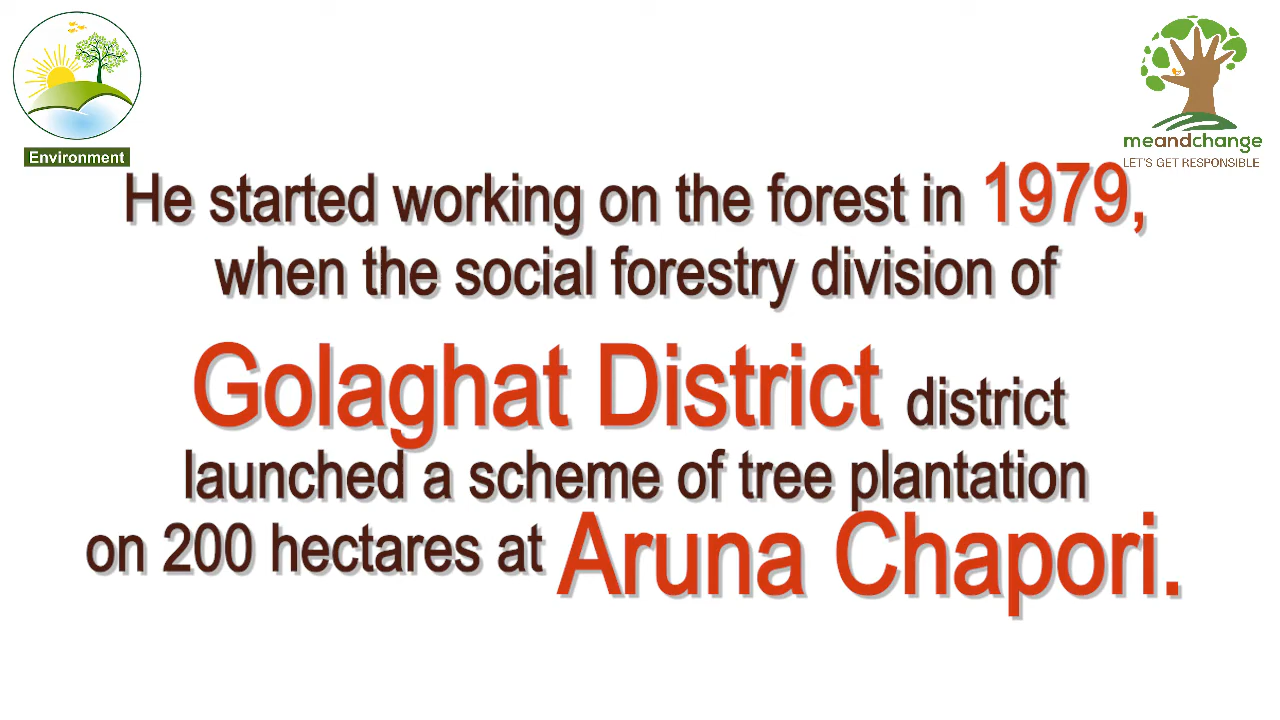 Environment
meandchange
LET'S GET RESPONSIBLE
He started working on the forest in 1979,
when the social forestry division of
Golaghat District district
launched a scheme of tree plantation
on 200 hectares at Aruna Chapori.